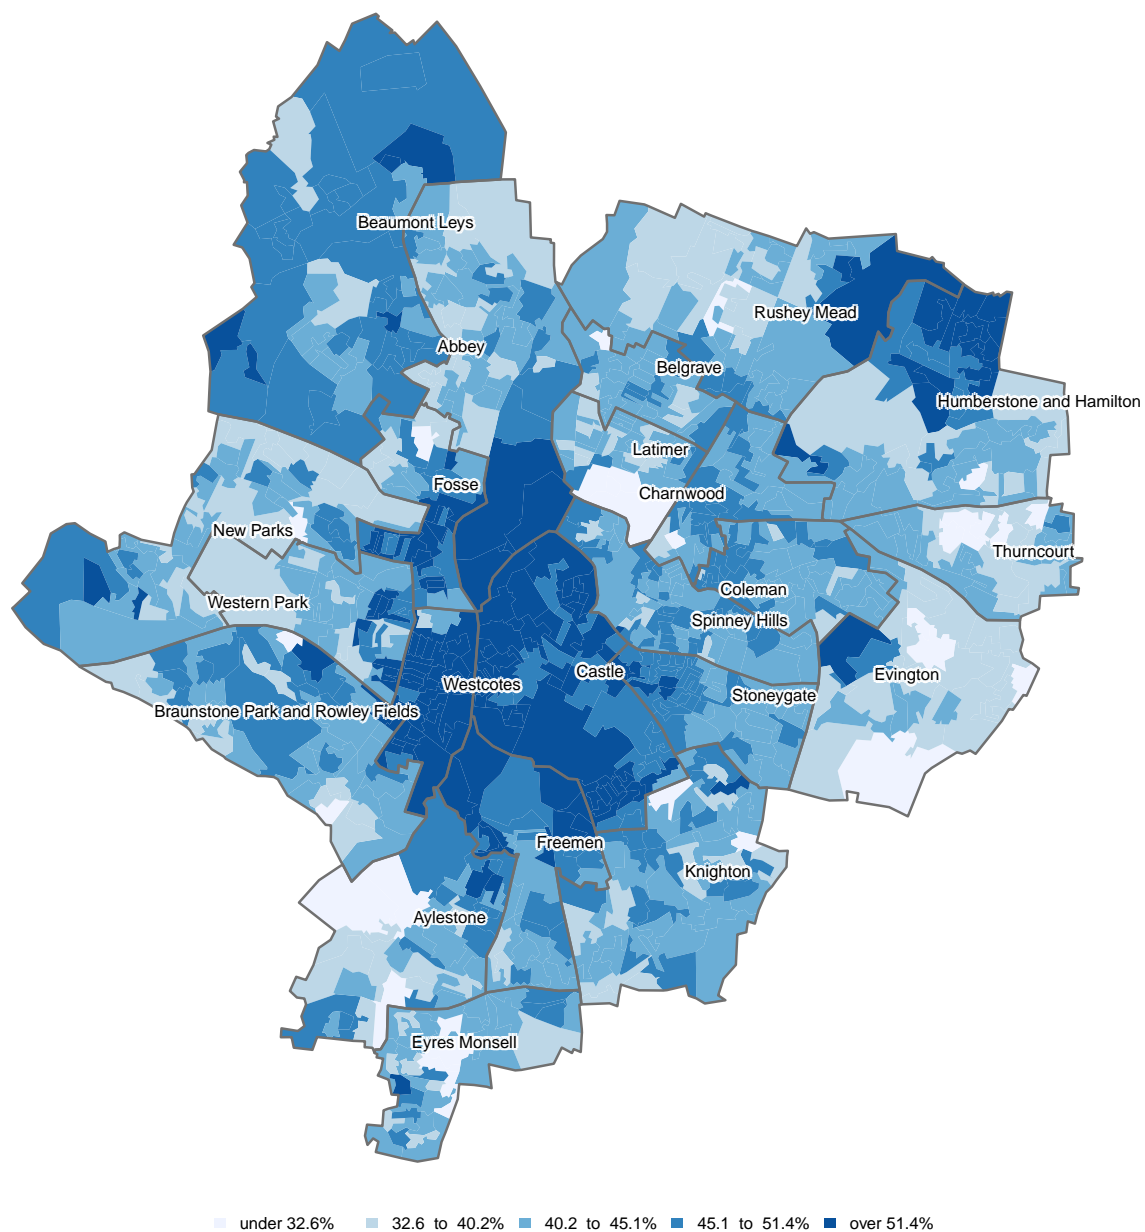 Beaumont Leys
Rushey Mead
Abbey
Belgrave
Humberstone and Hamilton
Latimer
Fosse
Charnwood
New Parks
Thurncourt
Coleman
Western Park
Spinney Hills
Castle
Evington
Westcotes
Stoneygate
Braunstone Park and Rowley Fields
Freemen
Knighton
Aylestone
Eyres Monsell
under 32.6% 32.6 to 40.2% 40.2 to 45.1% 45.1 to 51.4% over 51.4%